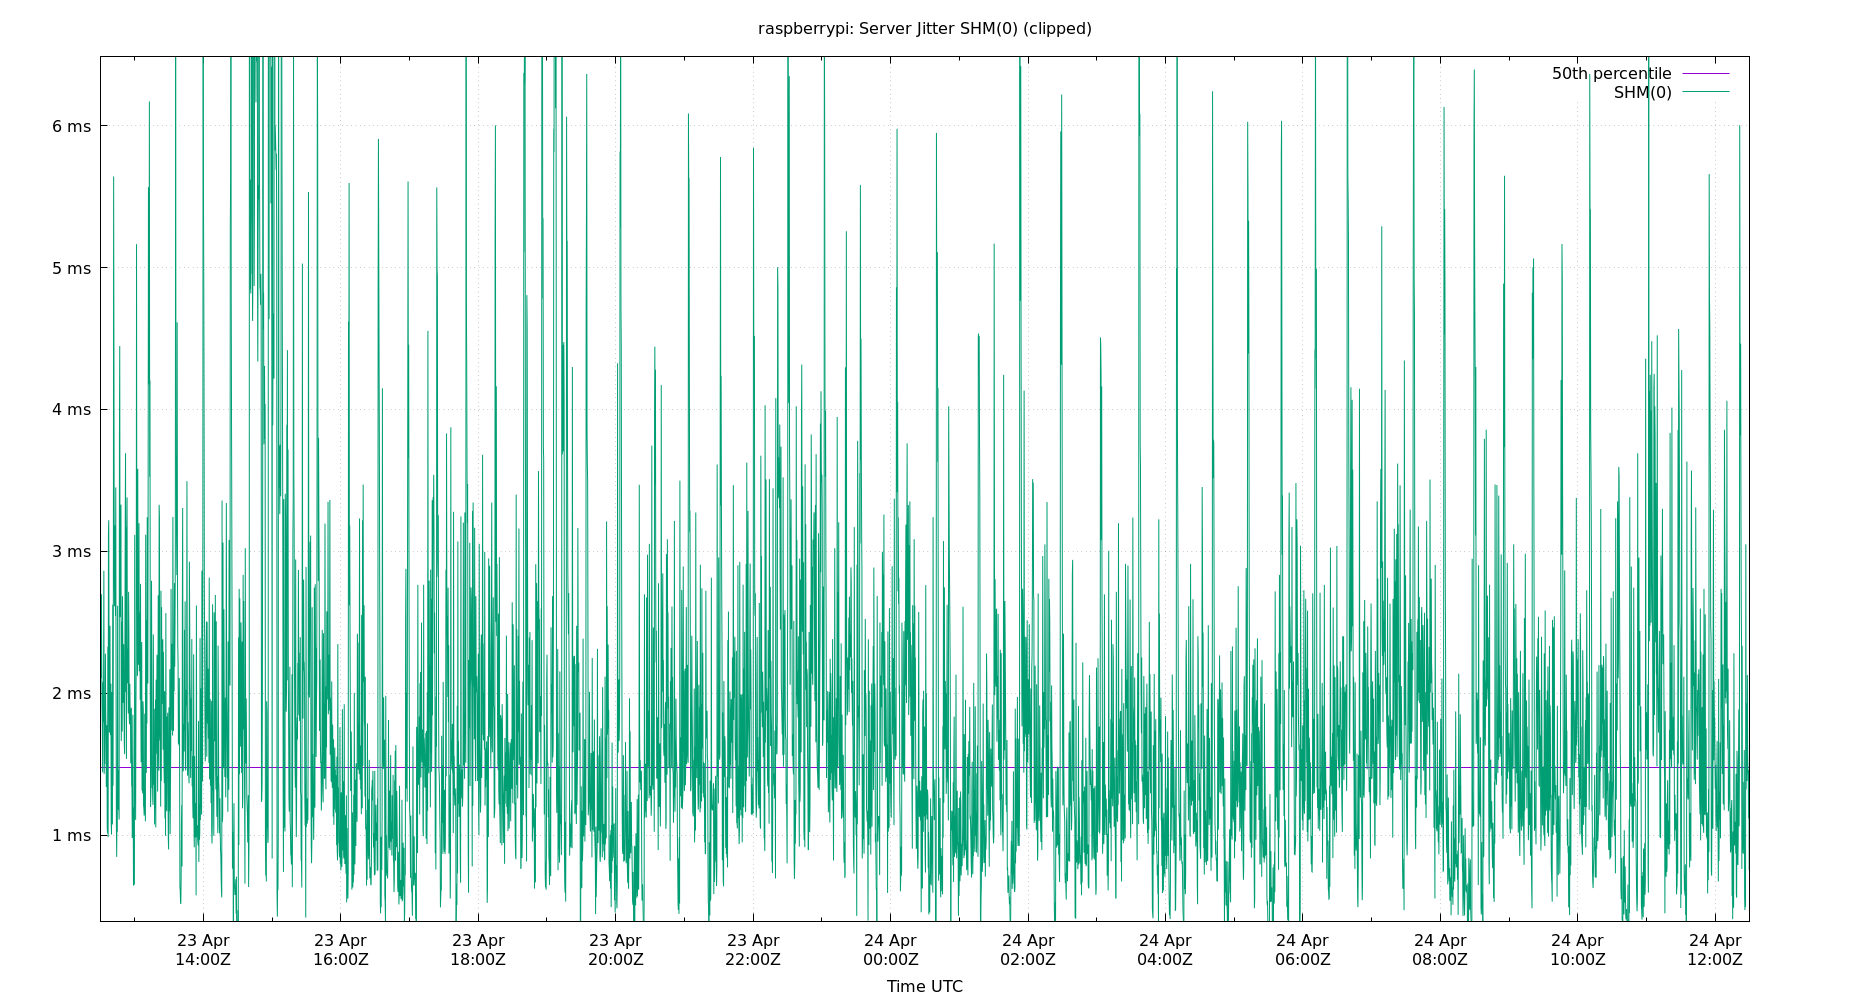 raspberrypi: Server Jitter SHM(0) (clipped)
50th percentile
SHM(0)
6 ms
5 ms
4 ms
3 ms
2 ms
1 ms
23 Apr 23 Apr 23 Apr 23 Apr 23 Apr 24 Apr 24 Apr 24 Apr 24 Apr 24 Apr 24 Apr 24 Apr
14:00Z 16:00Z 18:00Z 20:00Z 22:00Z 00:00Z 02:00Z 04:00Z 06:00Z 08:00Z 10:00Z 12:00Z
Time UTC